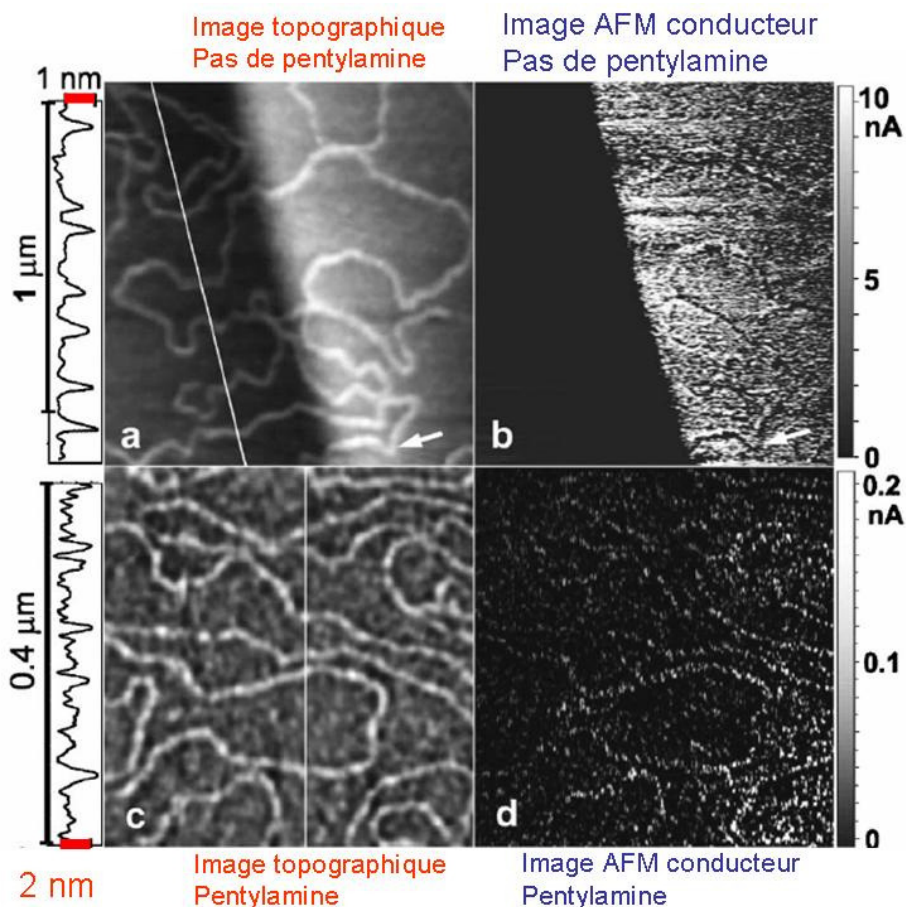 Image topographique
Pas de pentylamine
Image AFM conducteur
Pas de pentylamine
1 nm
10
nA
1 µm
5
a
b
0
0.2
nA
0.4 µm
0.1
c
d
0
2 nm
Image topographique
Pentylamine
Image AFM conducteur
Pentylamine